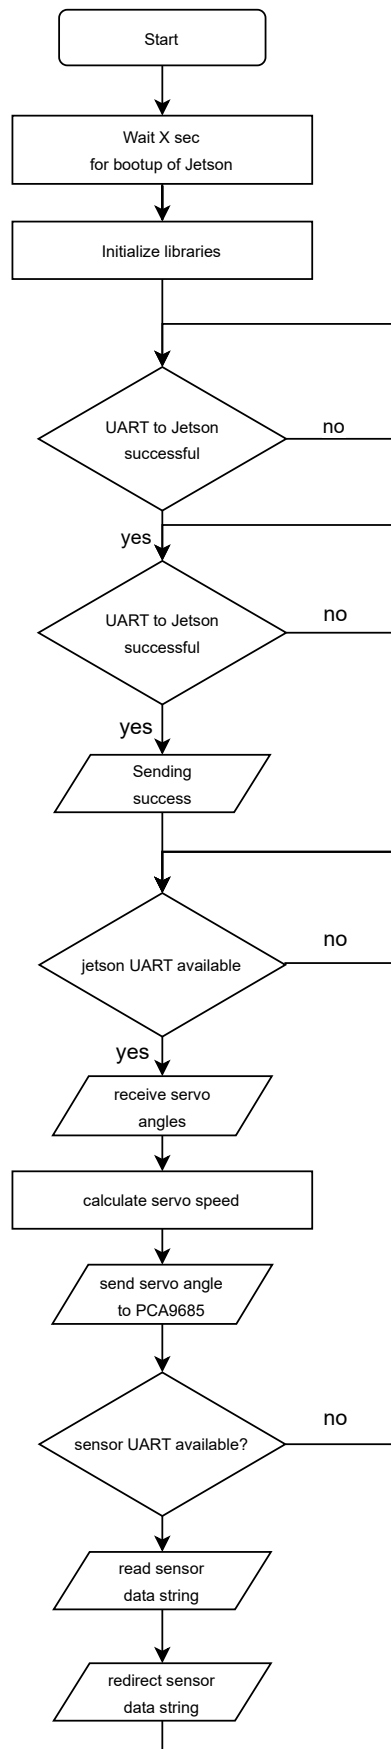 Start
Wait X sec
for bootup of Jetson
Initialize libraries
UART to Jetson
successful
no
yes
UART to Jetson
successful
no
yes
Sending
success
jetson UART available
no
yes
receive servo
angles
calculate servo speed
send servo angle
to PCA9685
sensor UART available?
no
read sensor
data string
redirect sensor
data string